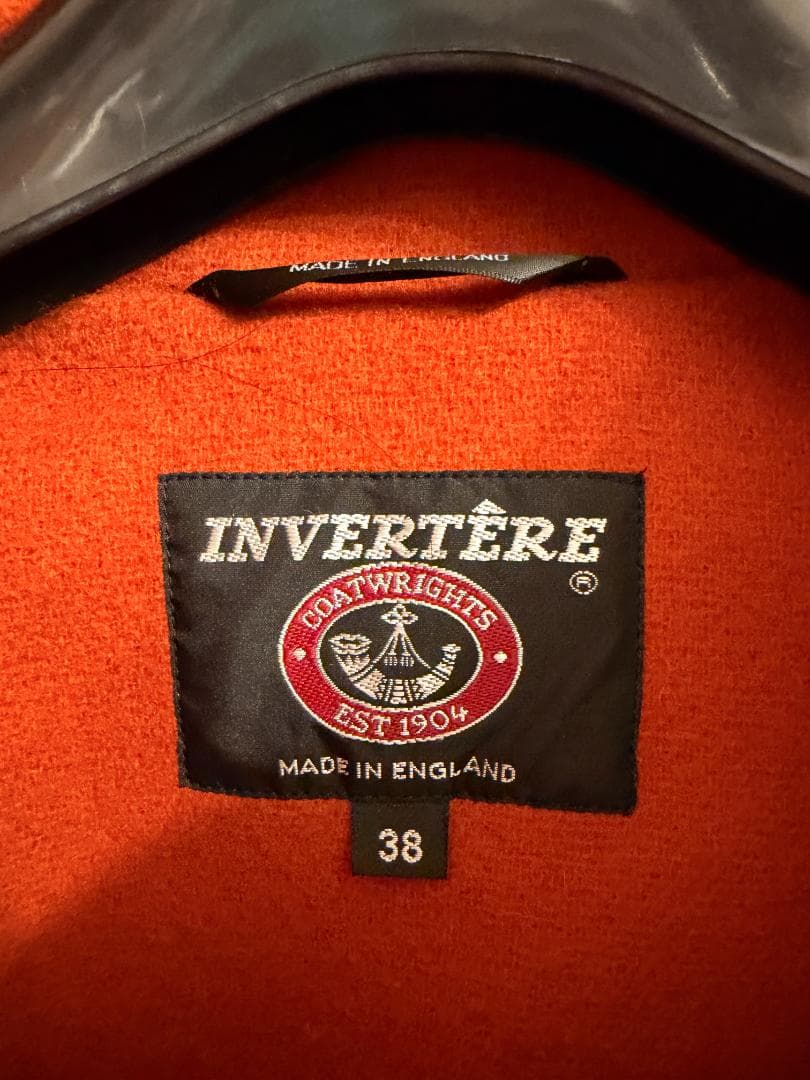 MADE IN ENGLAND
INVERTÊRE
®
COATWRIGHTS
EST 1904
MADE IN ENGLAND
38